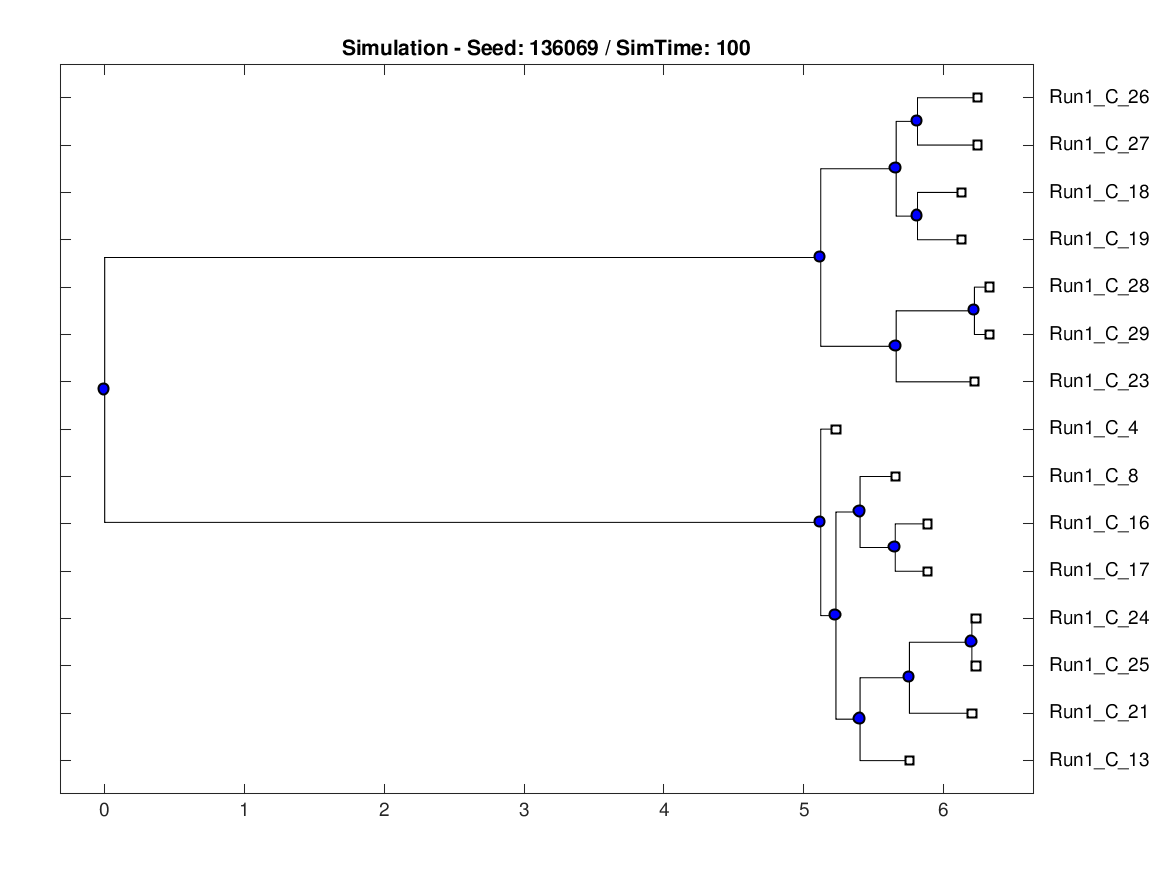 Simulation - Seed: 136069 / SimTime: 100
Run1_C_26
Run1_C_27
Run1_C_18
Run1_C_19
Run1_C_28
Run1_C_29
Run1_C_23
Run1_C_4
Run1_C_8
Run1_C_16
Run1_C_17
Run1_C_24
Run1_C_25
Run1_C_21
Run1_C_13
0 1 2 3 4 5 6